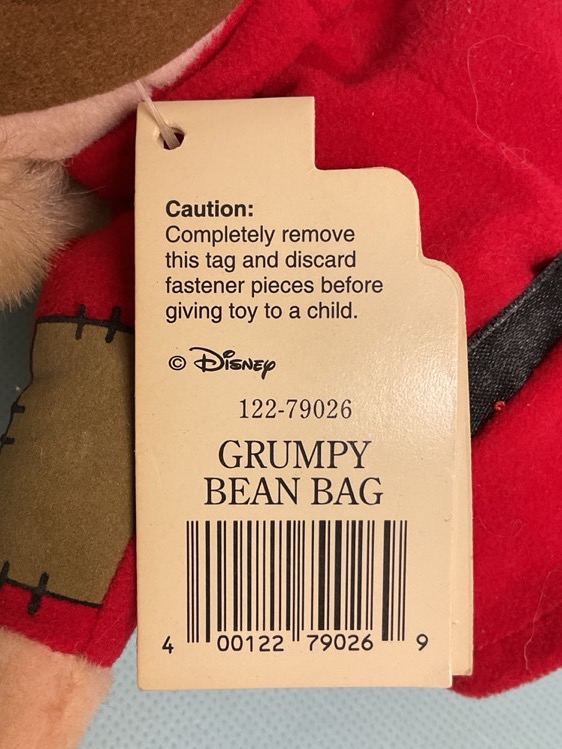 Caution:
Completely remove
this tag and discard
fastener pieces before
giving toy to a child.
© Disney
122-79026
GRUMPY
BEAN BAG
4 00122 79026 9